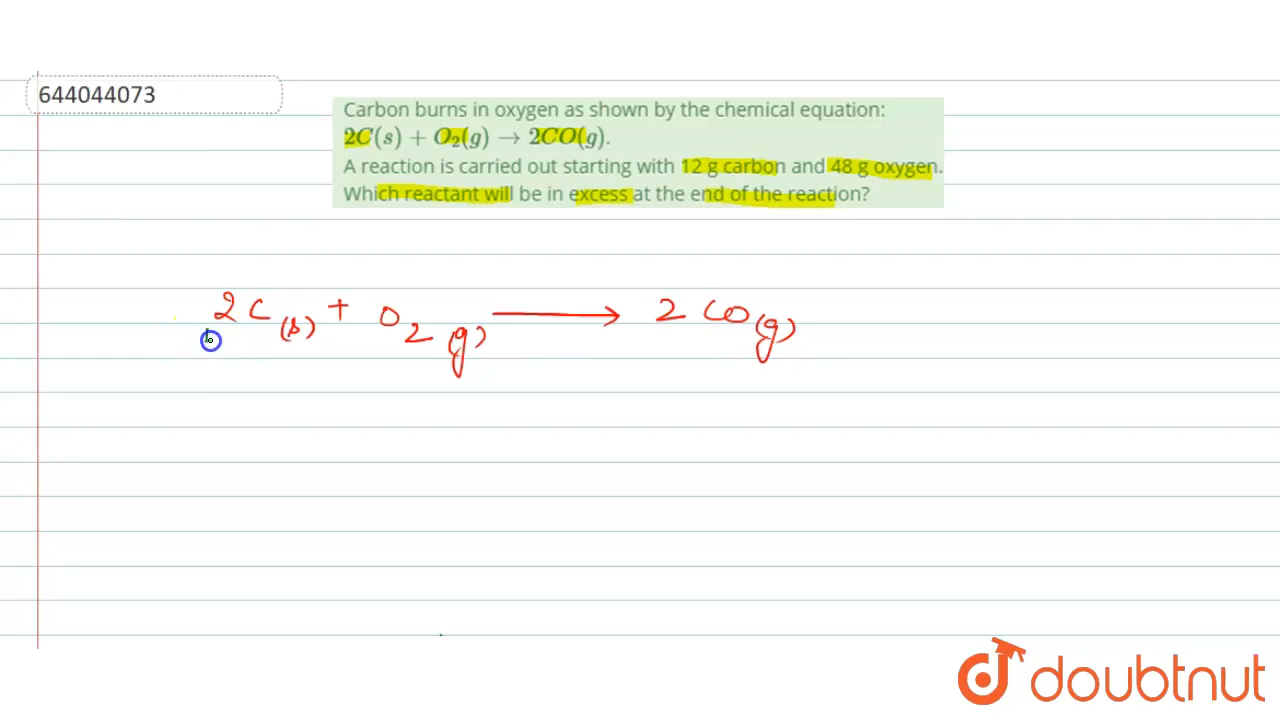 644044073
Carbon burns in oxygen as shown by the chemical equation:
2C(s) + O₂(g) → 2CO(g).
A reaction is carried out starting with 12 g carbon and 48 g oxygen.
Which reactant will be in excess at the end of the reaction?
2C(s) + O₂(g) ⟶ 2CO(g)
doubtnut